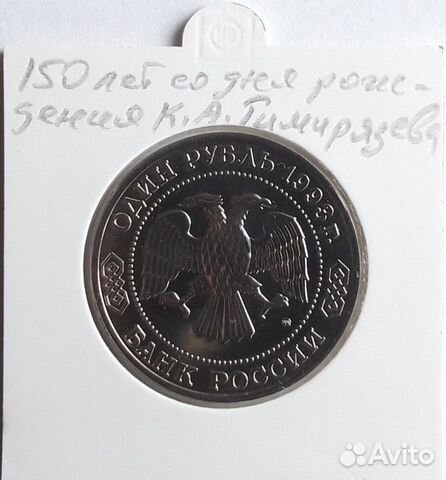 150 лет со дня рож-
дения К.А.Тимирязева
ОДИН РУБЛЬ•1993 г.
БАНК РОССИИ
Avito